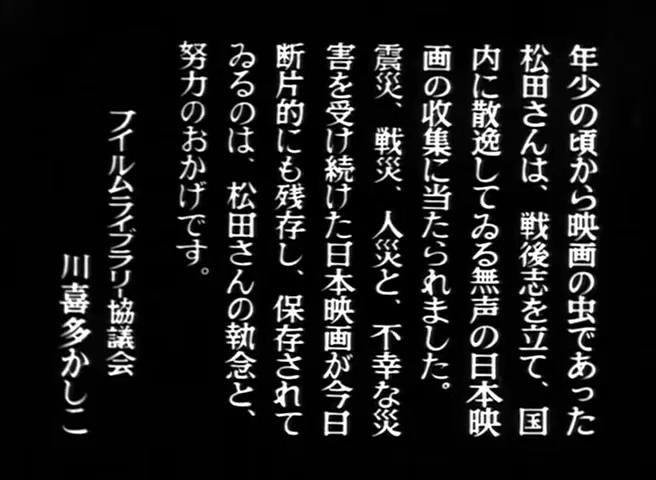 年少の頃から映画の虫であった
松田さんは、戦後志を立て、国
内に散逸してゐる無声の日本映
画の収集に当たられました。
震災、戦災、人災と、不幸な災
害を受け続けた日本映画が今日
断片的にも残存し、保存されて
ゐるのは、松田さんの執念と、
努力のおかげです。
フイルムライブラリー協議会
川喜多かしこ